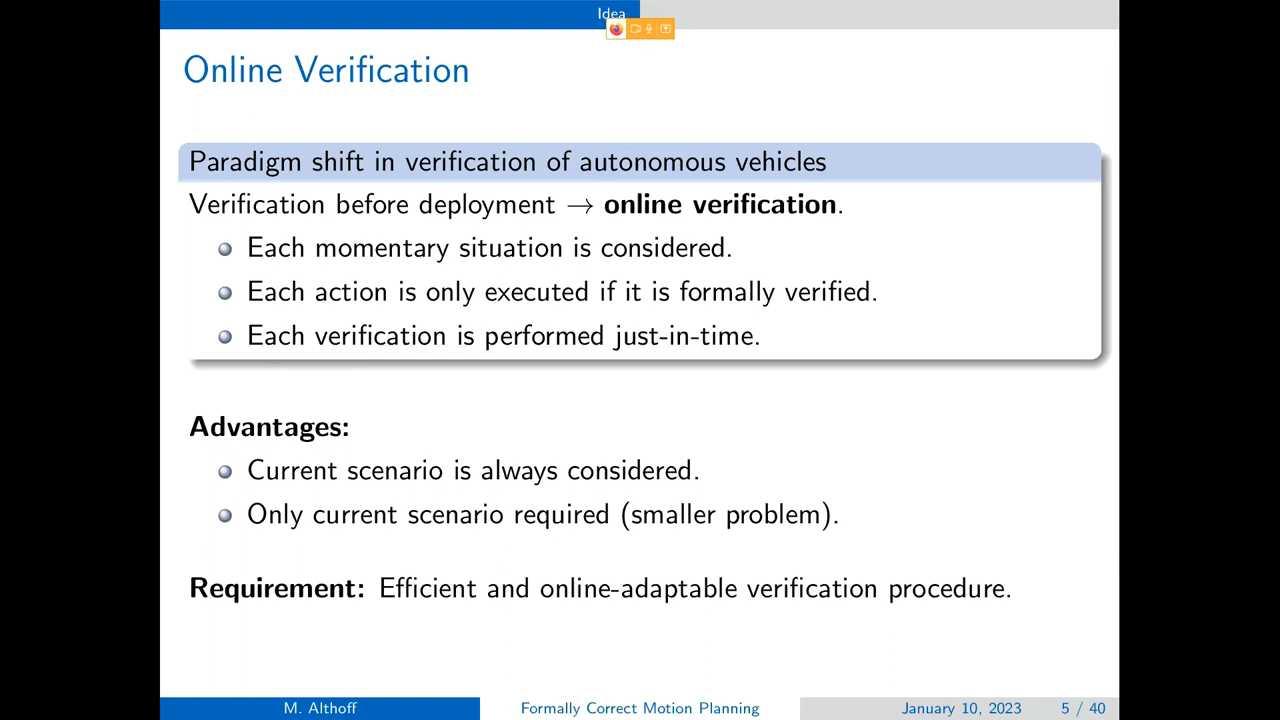 Idea
Online Verification
Paradigm shift in verification of autonomous vehicles
Verification before deployment → online verification.
Each momentary situation is considered.
Each action is only executed if it is formally verified.
Each verification is performed just-in-time.
Advantages:
Current scenario is always considered.
Only current scenario required (smaller problem).
Requirement: Efficient and online-adaptable verification procedure.
M. Althoff
Formally Correct Motion Planning
January 10, 2023
5 / 40